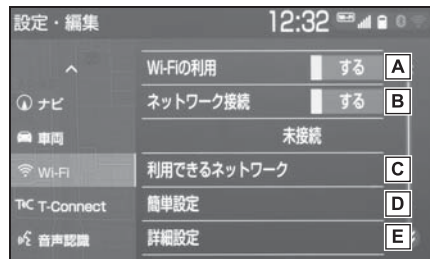 設定・編集 12:32
Wi-Fiの利用 する A
ナビ ネットワーク接続 する B
車両 未接続
Wi-Fi 利用できるネットワーク C
T-Connect 簡単設定 D
音声認識 詳細設定 E